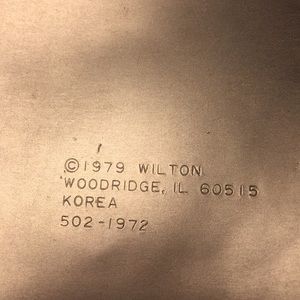 ©1979 WILTON
WOODRIDGE, IL 60515
KOREA
502-1972